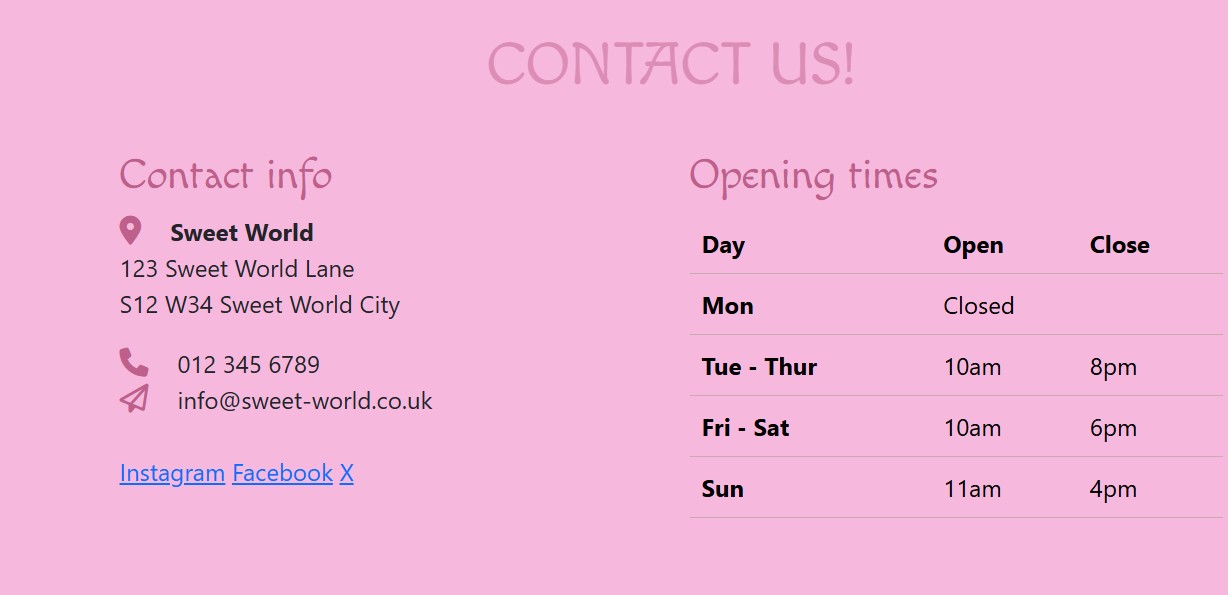 CONTACT US!
Contact info
Sweet World
123 Sweet World Lane
S12 W34 Sweet World City
012 345 6789
info@sweet-world.co.uk
Instagram Facebook X
Opening times
Day Open Close
Mon Closed
Tue - Thur 10am 8pm
Fri - Sat 10am 6pm
Sun 11am 4pm